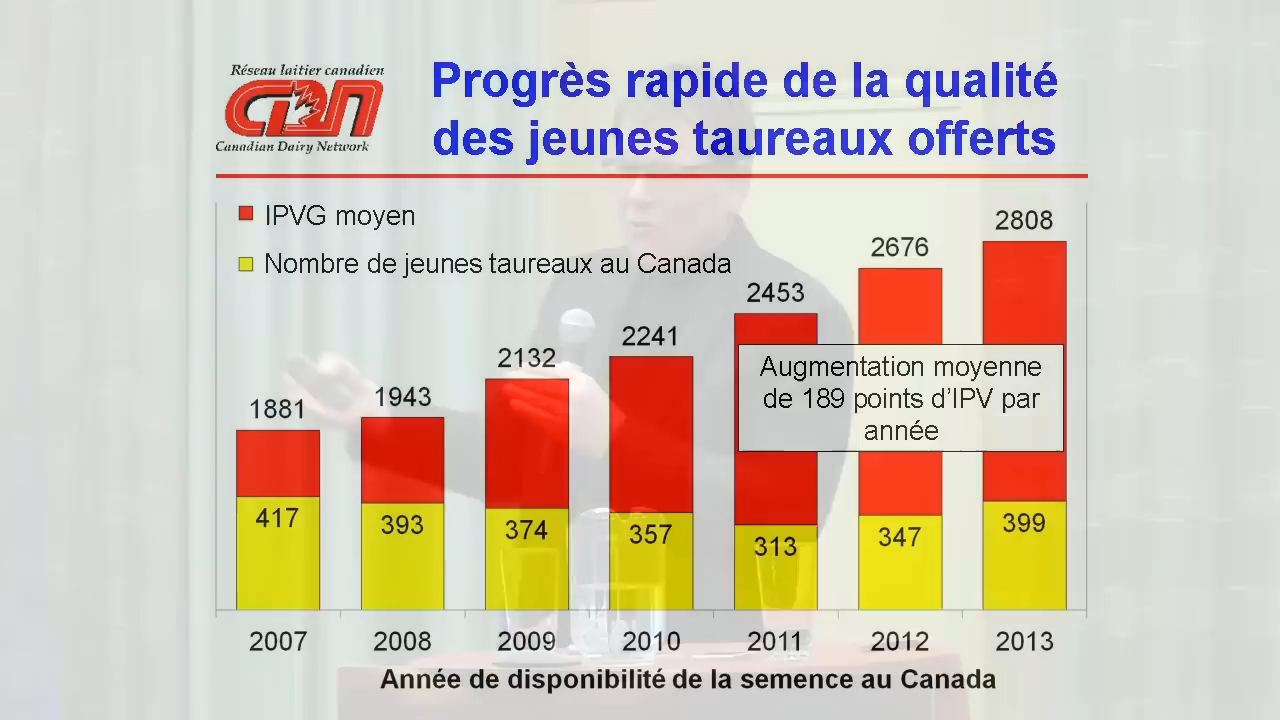 Réseau laitier canadien
CDN
Canadian Dairy Network
Progrès rapide de la qualité
des jeunes taureaux offerts
IPVG moyen
Nombre de jeunes taureaux au Canada
1881
1943
2132
2241
2453
2676
2808
Augmentation moyenne
de 189 points d'IPV par
année
417
393
374
357
313
347
399
2007
2008
2009
2010
2011
2012
2013
Année de disponibilité de la semence au Canada